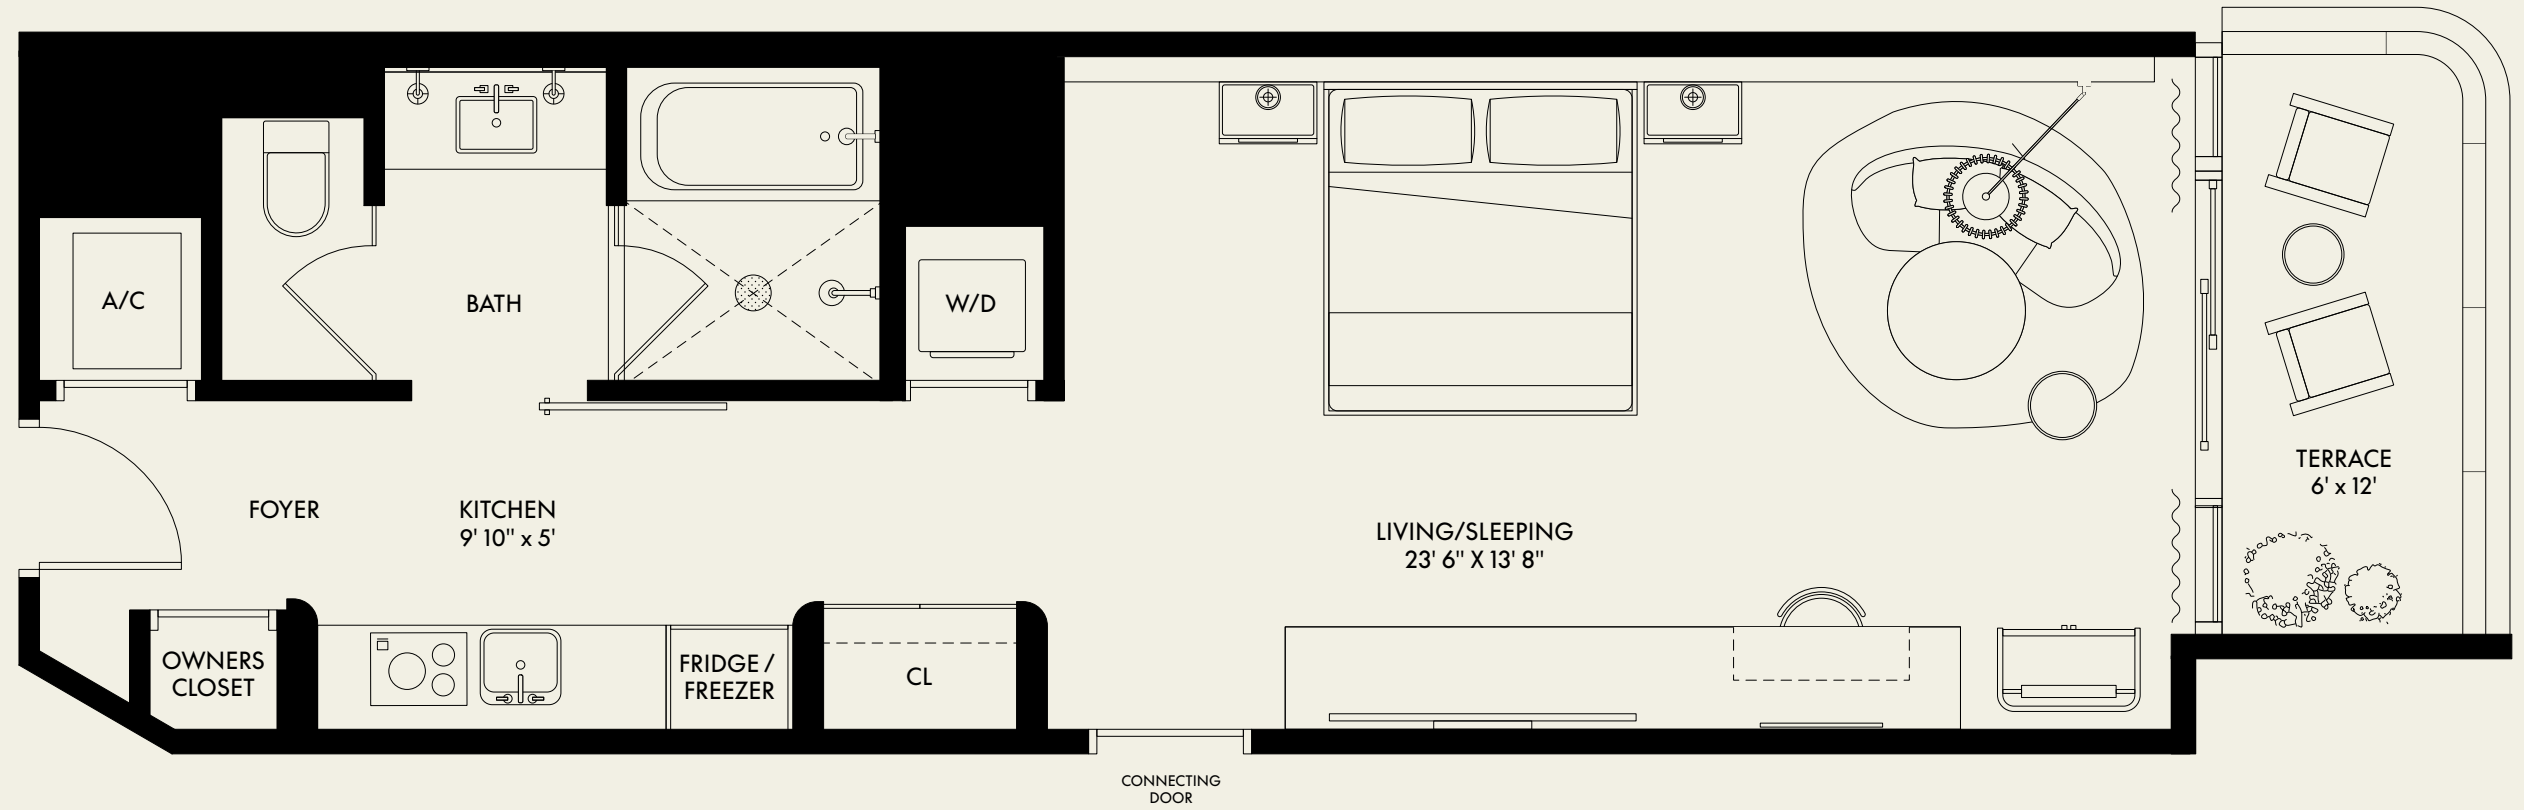 A/C
BATH
W/D
FOYER
KITCHEN
9' 10" x 5'
LIVING/SLEEPING
23' 6" X 13' 8"
TERRACE
6' x 12'
OWNERS
CLOSET
FRIDGE /
FREEZER
CL
CONNECTING
DOOR